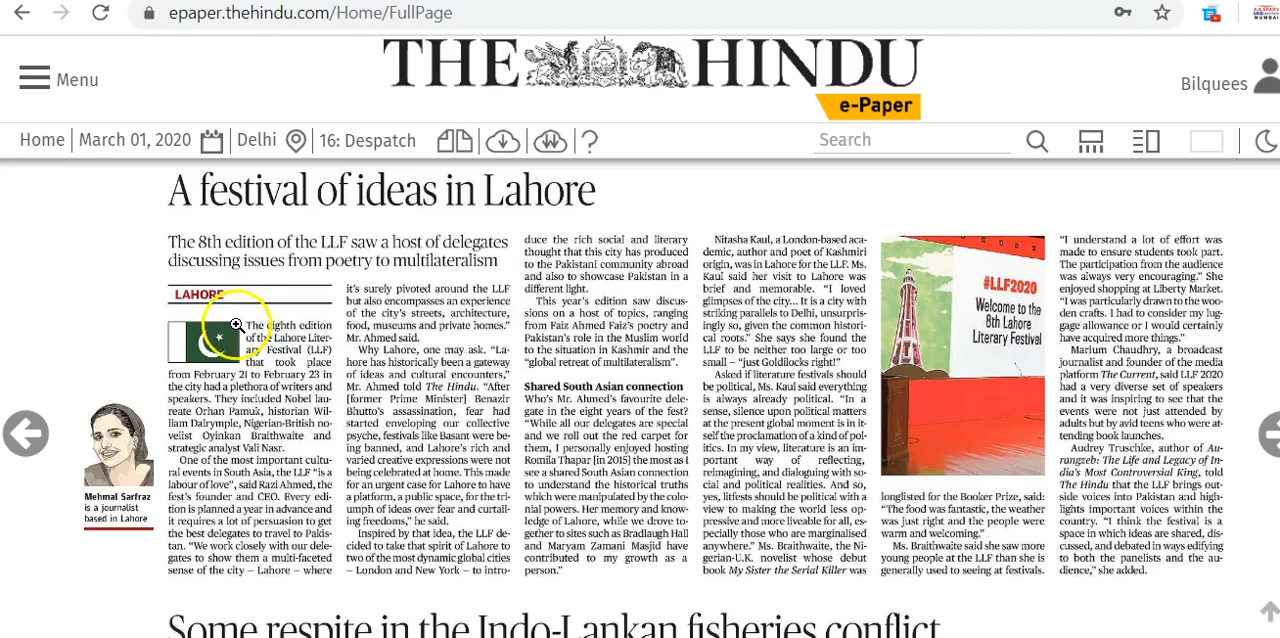 epaper.thehindu.com/Home/FullPage
THE HINDU
e-Paper
Menu
Bilquees
Home March 01, 2020 Delhi 16: Despatch
Search
A festival of ideas in Lahore
The 8th edition of the LLF saw a host of delegates
discussing issues from poetry to multilateralism
LAHORE
The eighth edition
of the Lahore Liter-
ary Festival (LLF)
that took place
from February 21 to February 23 in
the city had a plethora of writers and
speakers. They included Nobel lau-
reate Orhan Pamuk, historian Wil-
liam Dalrymple, Nigerian-British no-
velist Oyinkan Braithwaite and
strategic analyst Vali Nasr.
One of the most important cultu-
ral events in South Asia, the LLF “is a
labour of love”, said Razi Ahmed, the
fest’s founder and CEO. Every edi-
tion is planned a year in advance and
it requires a lot of persuasion to get
the best delegates to travel to Pakis-
tan. “We work closely with our dele-
gates to show them a multi-faceted
sense of the city – Lahore – where
Mehmal Sarfraz
is a journalist
based in Lahore
it’s surely pivoted around the LLF
but also encompasses an experience
of the city’s streets, architecture,
food, museums and private homes.”
Mr. Ahmed said.
Why Lahore, one may ask. “La-
hore has historically been a gateway
of ideas and cultural encounters,”
Mr. Ahmed told The Hindu. “After
[former Prime Minister] Benazir
Bhutto’s assassination, fear had
started enveloping our collective
psyche, festivals like Basant were be-
ing banned, and Lahore’s rich and
varied creative expressions were not
being celebrated at home. This made
for an urgent case for Lahore to have
a platform, a public space, for the tri-
umph of ideas over fear and curtail-
ing freedoms,” he said.
Inspired by that idea, the LLF de-
cided to take that spirit of Lahore to
two of the most dynamic global cities
– London and New York – to intro-
duce the rich social and literary
thought that this city has produced
to the Pakistani community abroad
and also to showcase Pakistan in a
different light.
This year’s edition saw discus-
sions on a host of topics, ranging
from Faiz Ahmed Faiz’s poetry and
Pakistan’s role in the Muslim world
to the situation in Kashmir and the
“global retreat of multilateralism”.
Shared South Asian connection
Who’s Mr. Ahmed’s favourite dele-
gate in the eight years of the fest?
“While all our delegates are special
and we roll out the red carpet for
them, I personally enjoyed hosting
Romila Thapar [in 2015] the most as I
see a shared South Asian connection
to understand the historical truths
which were manipulated by the colo-
nial powers. Her memory and know-
ledge of Lahore, while we drove to-
gether to sites such as Bradlaugh Hall
and Maryam Zamani Masjid have
contributed to my growth as a
person.”
Nitasha Kaul, a London-based aca-
demic, author and poet of Kashmiri
origin, was in Lahore for the LLF. Ms.
Kaul said her visit to Lahore was
brief and memorable. “I loved
glimpses of the city... It is a city with
striking parallels to Delhi, unsurpris-
ingly so, given the common histori-
cal roots.” She says she found the
LLF to be neither too large or too
small – “just Goldilocks right!”
Asked if literature festivals should
be political, Ms. Kaul said everything
is always already political. “In a
sense, silence upon political matters
at the present global moment is in it-
self the proclamation of a kind of pol-
itics. In my view, literature is an im-
portant way of reflecting,
reimagining, and dialoguing with so-
cial and political realities. And so,
yes, litfests should be political with a
view to making the world less op-
pressive and more liveable for all, es-
pecially those who are marginalised
anywhere.” Ms. Braithwaite, the Ni-
gerian-U.K. novelist whose debut
book My Sister the Serial Killer was
#LLF2020
Welcome to the
8th Lahore
Literary Festival
longlisted for the Booker Prize, said:
“The food was fantastic, the weather
was just right and the people were
warm and welcoming.”
Ms. Braithwaite said she saw more
young people at the LLF than she is
generally used to seeing at festivals.
“I understand a lot of effort was
made to ensure students took part.
The participation from the audience
was always very encouraging.” She
enjoyed shopping at Liberty Market.
“I was particularly drawn to the woo-
den crafts. I had to consider my lug-
gage allowance or I would certainly
have acquired more things.”
Marium Chaudhry, a broadcast
journalist and founder of the media
platform The Current, said LLF 2020
had a very diverse set of speakers
and it was inspiring to see that the
events were not just attended by
adults but by avid teens who were at-
tending book launches.
Audrey Truschke, author of Au-
rangzeb: The Life and Legacy of In-
dia’s Most Controversial King, told
The Hindu that the LLF brings out-
side voices into Pakistan and high-
lights important voices within the
country. “I think the festival is a
space in which ideas are shared, dis-
cussed, and debated in ways edifying
to both the panelists and the au-
dience,” she added.
Some respite in the Indo-Lankan fisheries conflict